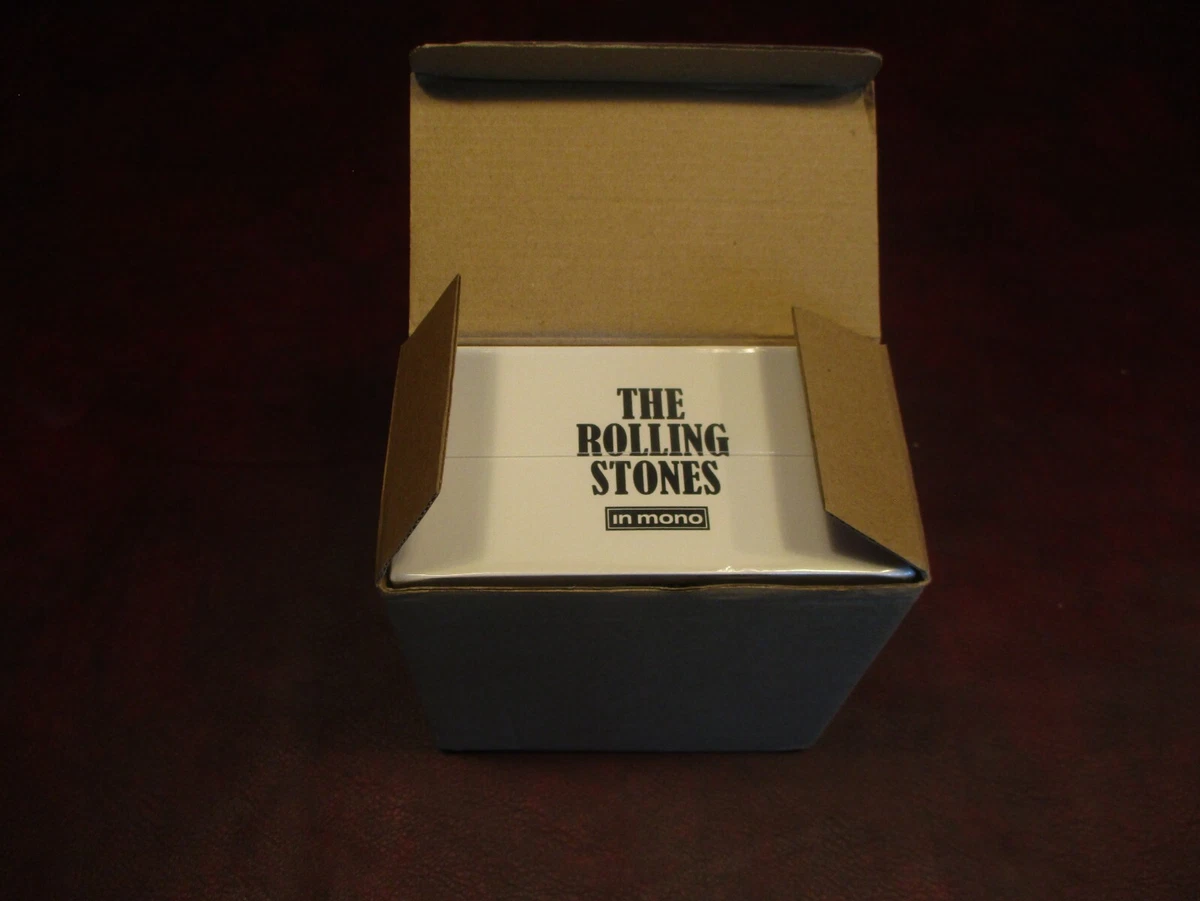 THE
ROLLING
STONES
in mono